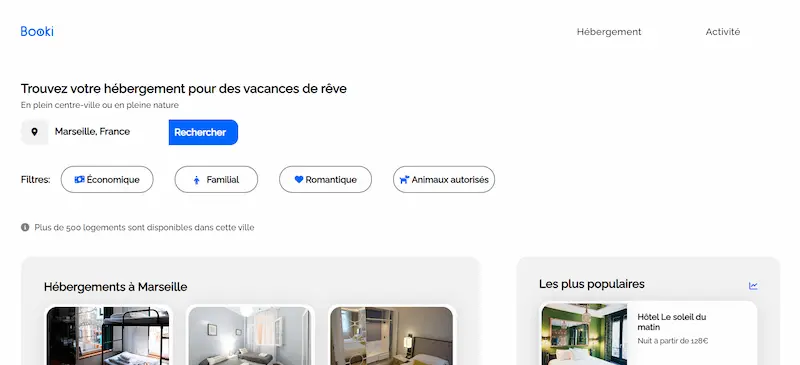 Booki
Hébergement
Activité
Trouvez votre hébergement pour des vacances de rêve
En plein centre-ville ou en pleine nature
Marseille, France
Rechercher
Filtres:
Économique
Familial
Romantique
Animaux autorisés
Plus de 500 logements sont disponibles dans cette ville
Hébergements à Marseille
Les plus populaires
Hôtel Le soleil du
matin
Nuit à partir de 128€